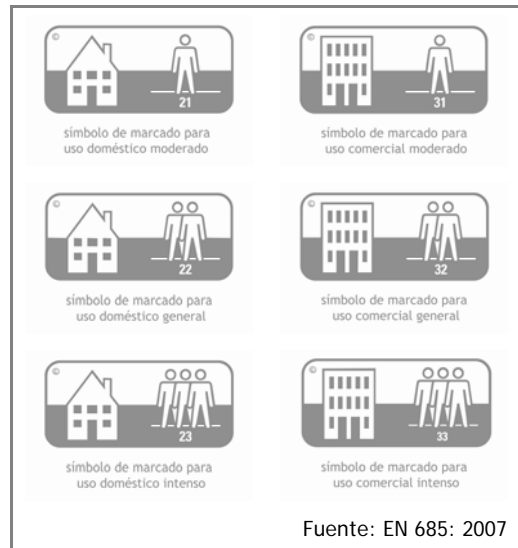 ©
21
símbolo de marcado para
uso doméstico moderado
©
31
símbolo de marcado para
uso comercial moderado
©
22
símbolo de marcado para
uso doméstico general
©
32
símbolo de marcado para
uso comercial general
©
23
símbolo de marcado para
uso doméstico intenso
©
33
símbolo de marcado para
uso comercial intenso
Fuente: EN 685: 2007